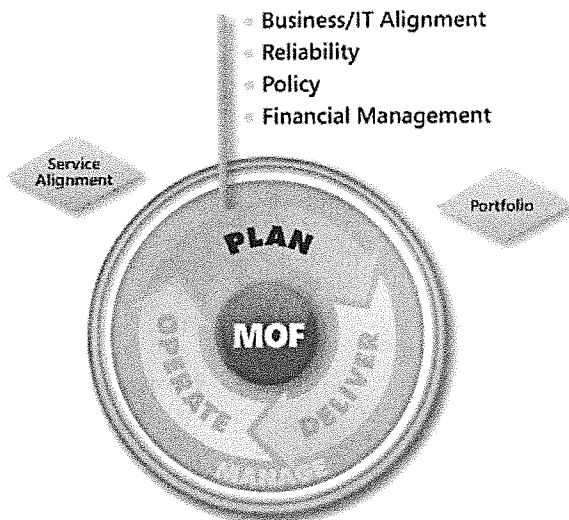 Business/IT Alignment
Reliability
Policy
Financial Management
Service
Alignment
Portfolio
PLAN
MOF
OPERATE
DELIVER
MANAGE